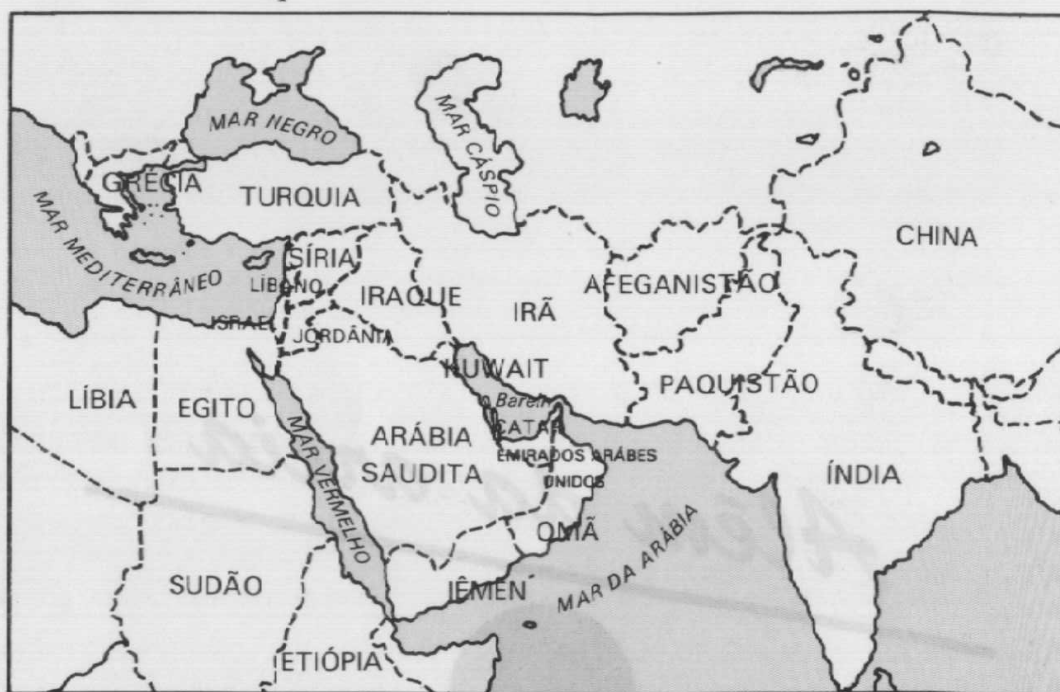 MAR NEGRO
MAR CÁSPIO
GRÉCIA
TURQUIA
CHINA
MAR MEDITERRÂNEO
SÍRIA
LÍBANO
IRAQUE
IRÃ
AFEGANISTÃO
ISRAEL
JORDÂNIA
KUWAIT
PAQUISTÃO
LÍBIA
EGITO
Barein
CATAR
ARÁBIA
SAUDITA
EMIRADOS ARÁBES
UNIDOS
MAR VERMELHO
ÍNDIA
OMÃ
MAR DA ARÁBIA
SUDÃO
IÊMEN
ETIÓPIA